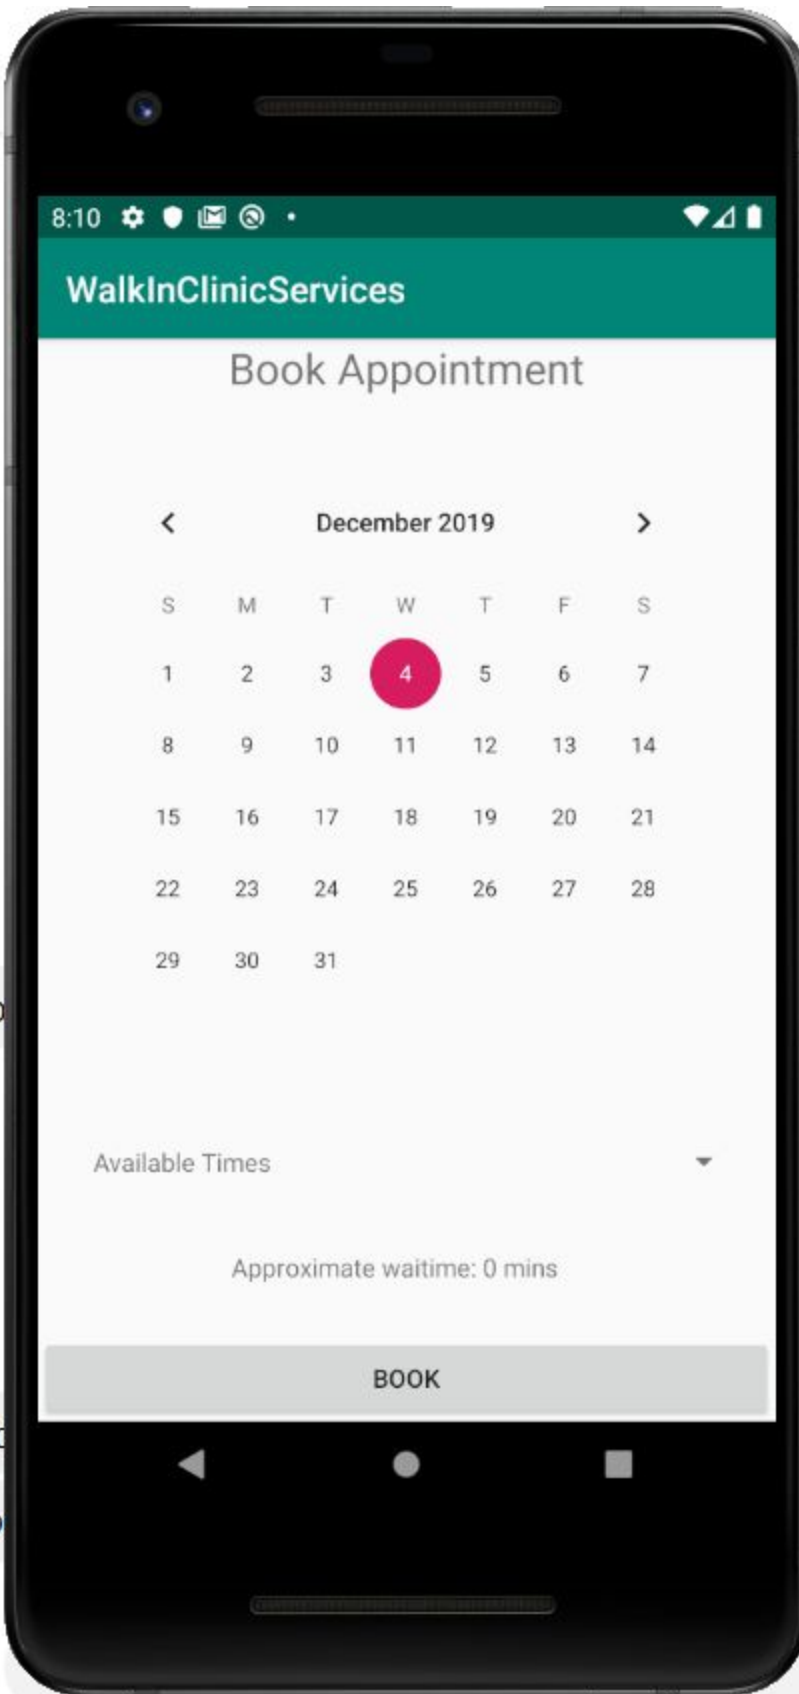 8:10
WalkInClinicServices
Book Appointment
December 2019
S M T W T F S
1 2 3 4 5 6 7
8 9 10 11 12 13 14
15 16 17 18 19 20 21
22 23 24 25 26 27 28
29 30 31
Available Times
Approximate waitime: 0 mins
BOOK